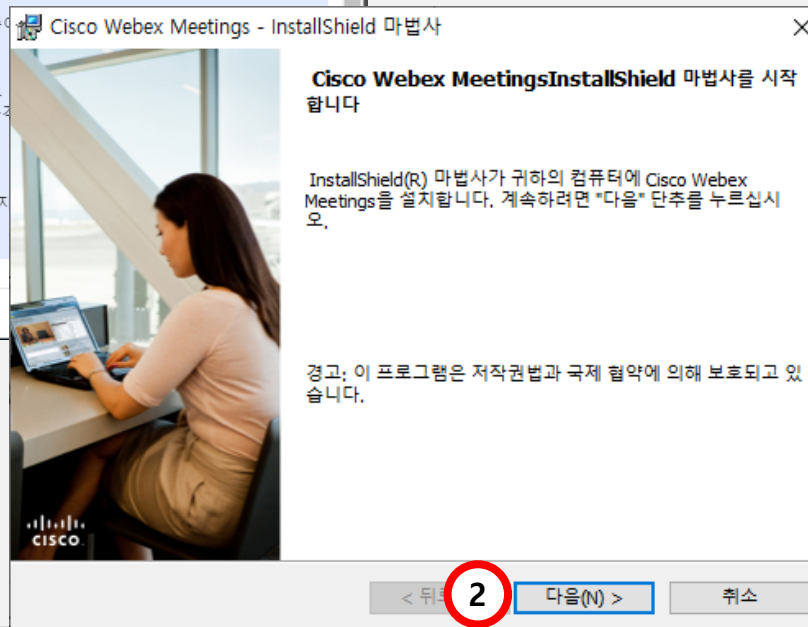 Cisco Webex Meetings - InstallShield 마법사
Cisco Webex MeetingsInstallShield 마법사를 시작
합니다
InstallShield(R) 마법사가 귀하의 컴퓨터에 Cisco Webex
Meetings을 설치합니다. 계속하려면 "다음" 단추를 누르십시
오.
경고: 이 프로그램은 저작권법과 국제 협약에 의해 보호되고 있
습니다.
CISCO
2 다음(N) > 취소